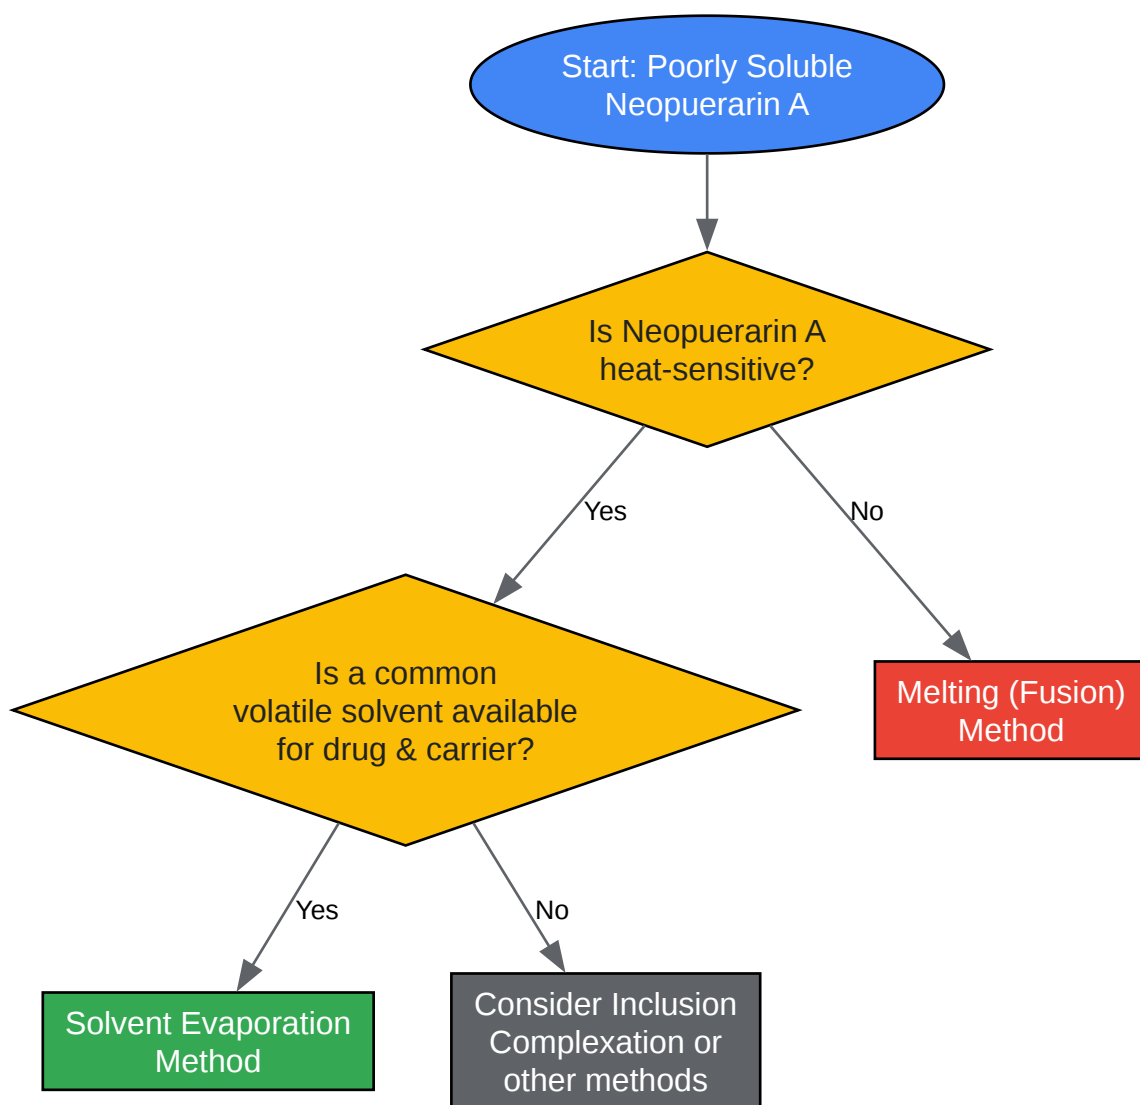 Start: Poorly Soluble
Neopuerarin A
Is Neopuerarin A
heat-sensitive?
Yes
No
Is a common
volatile solvent available
for drug & carrier?
Melting (Fusion)
Method
Yes
No
Solvent Evaporation
Method
Consider Inclusion
Complexation or
other methods